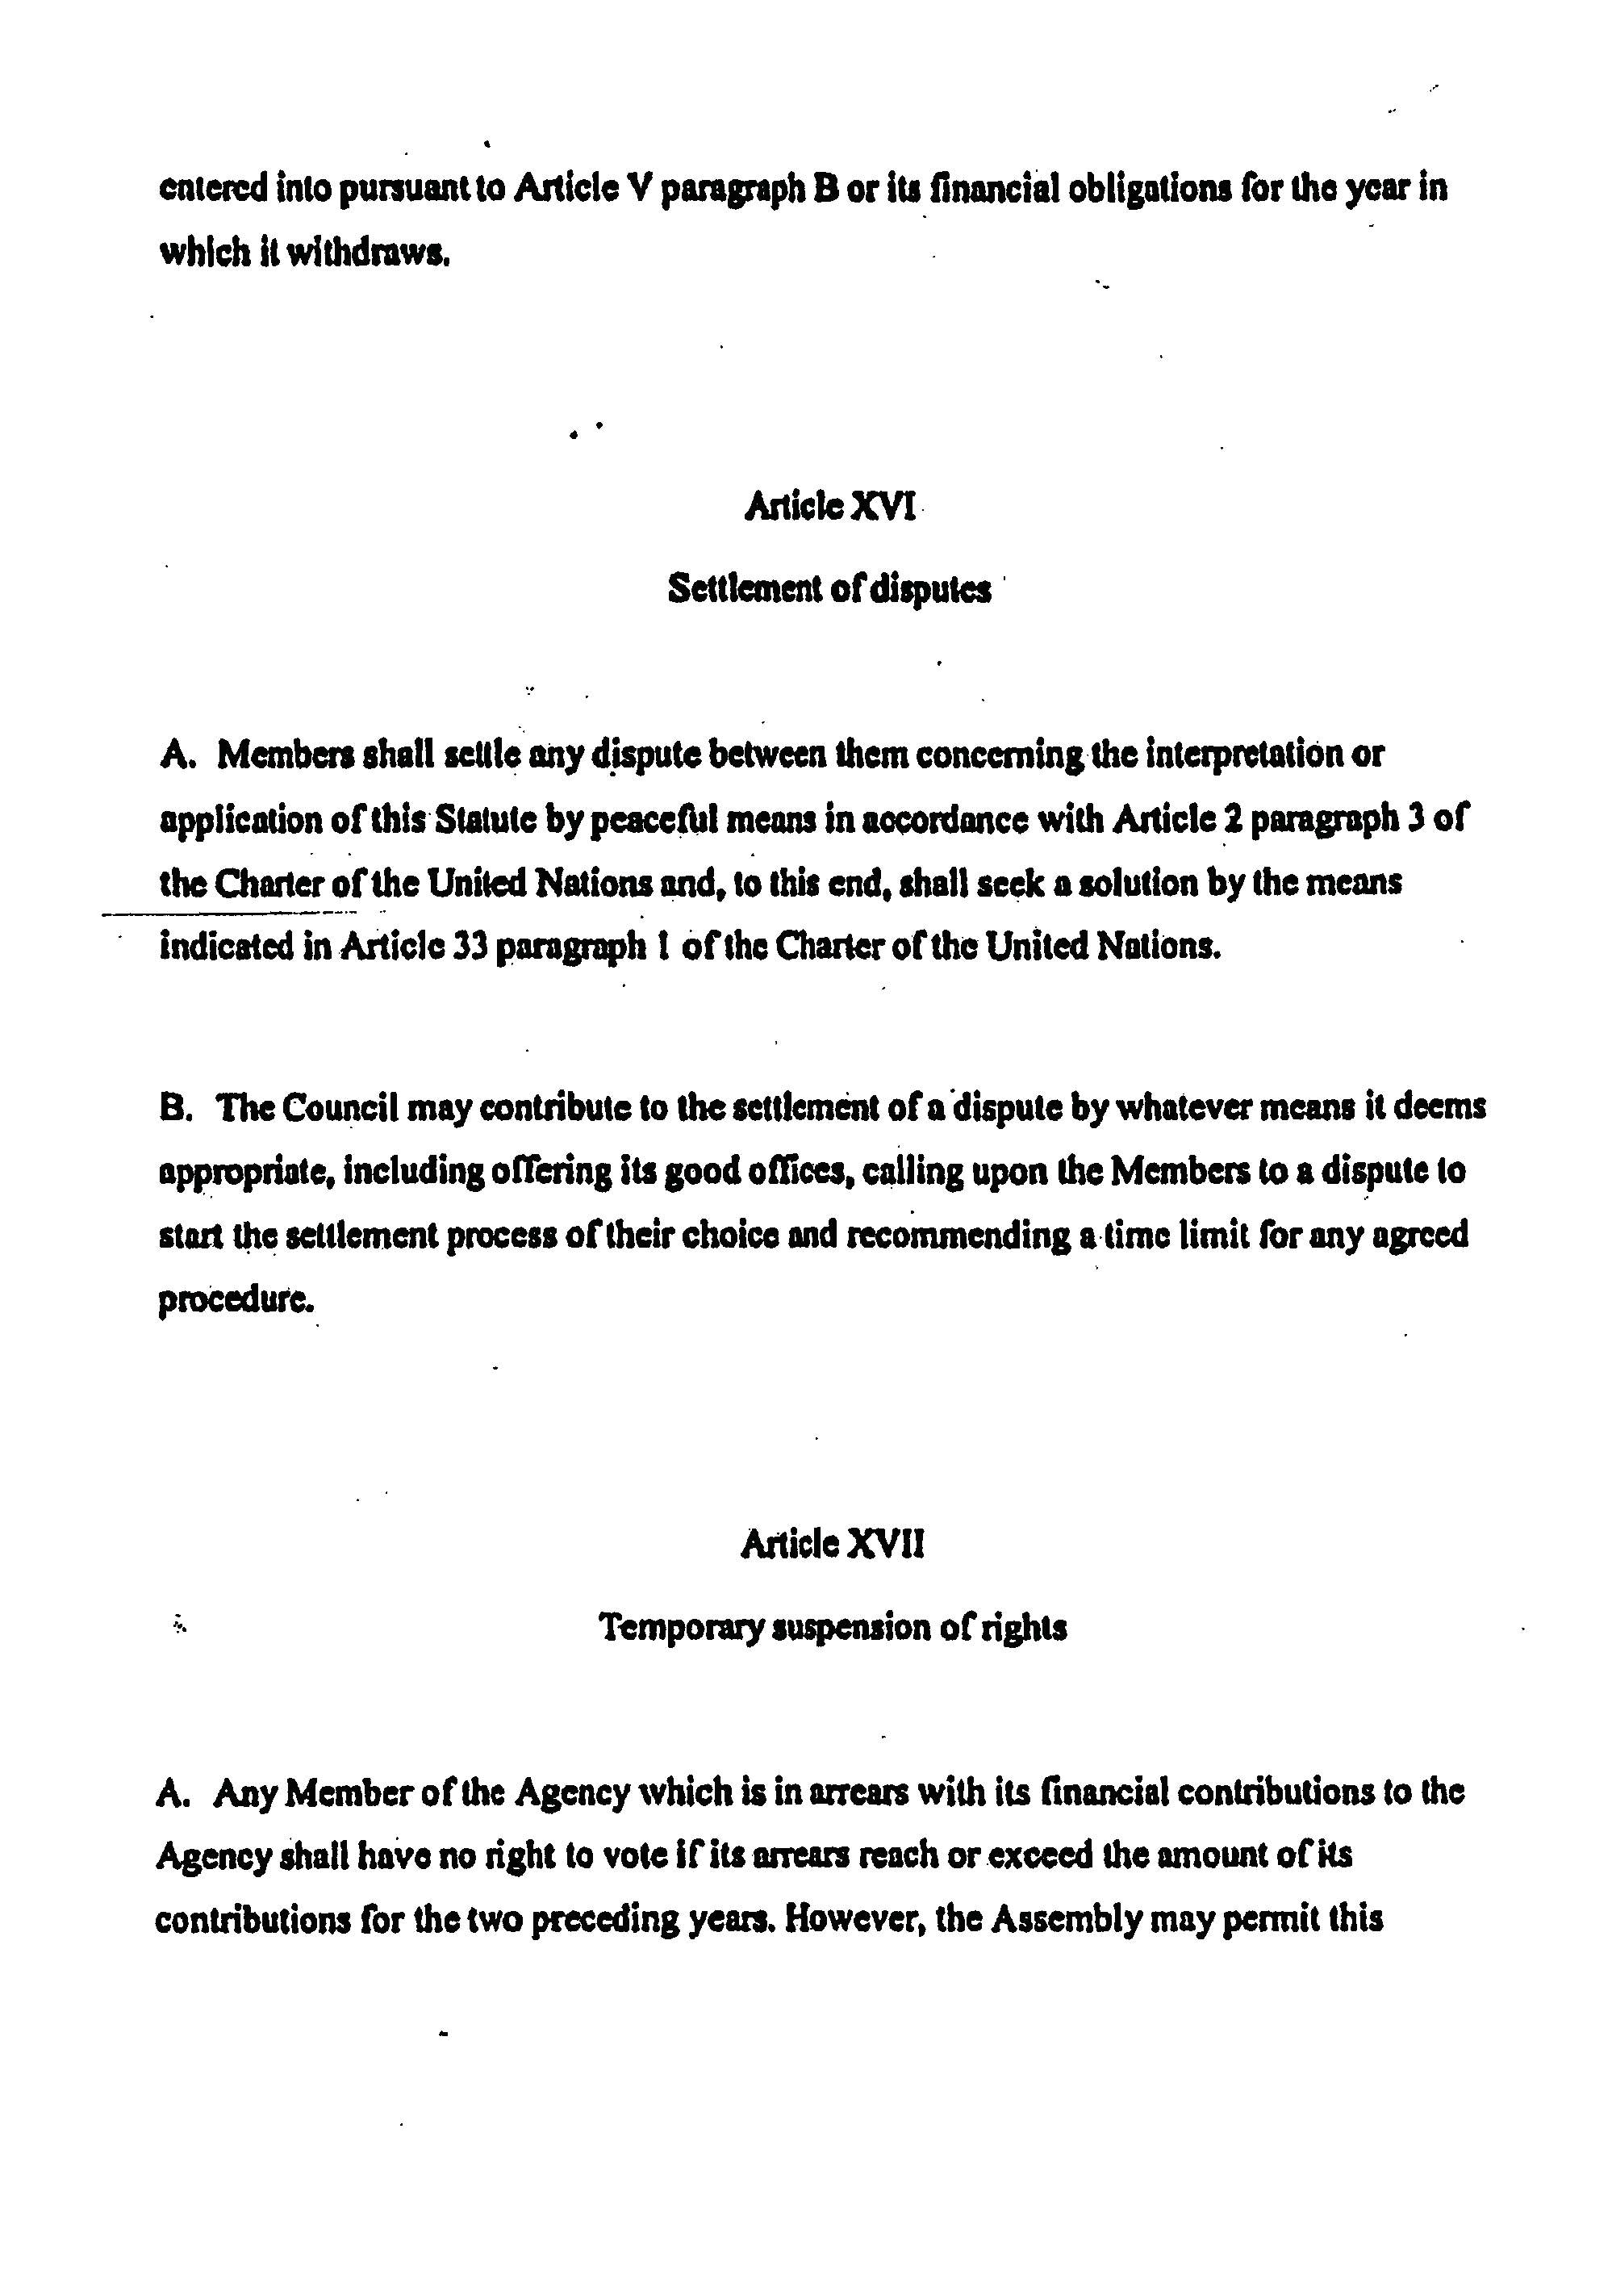 entered into pursuant to Article V paragraph B or its financial obligations for the year in
which it withdraws.
Article XVI
Settlement of disputes
A. Members shall settle any dispute between them concerning the interpretation or
application of this Statute by peaceful means in accordance with Article 2 paragraph 3 of
the Charter of the United Nations and, to this end, shall seek a solution by the means
indicated in Article 33 paragraph 1 of the Charter of the United Nations.
B. The Council may contribute to the settlement of a dispute by whatever means it deems
appropriate, including offering its good offices, calling upon the Members to a dispute to
start the settlement process of their choice and recommending a time limit for any agreed
procedure.
Article XVII
Temporary suspension of rights
A. Any Member of the Agency which is in arrears with its financial contributions to the
Agency shall have no right to vote if its arrears reach or exceed the amount of its
contributions for the two preceding years. However, the Assembly may permit this